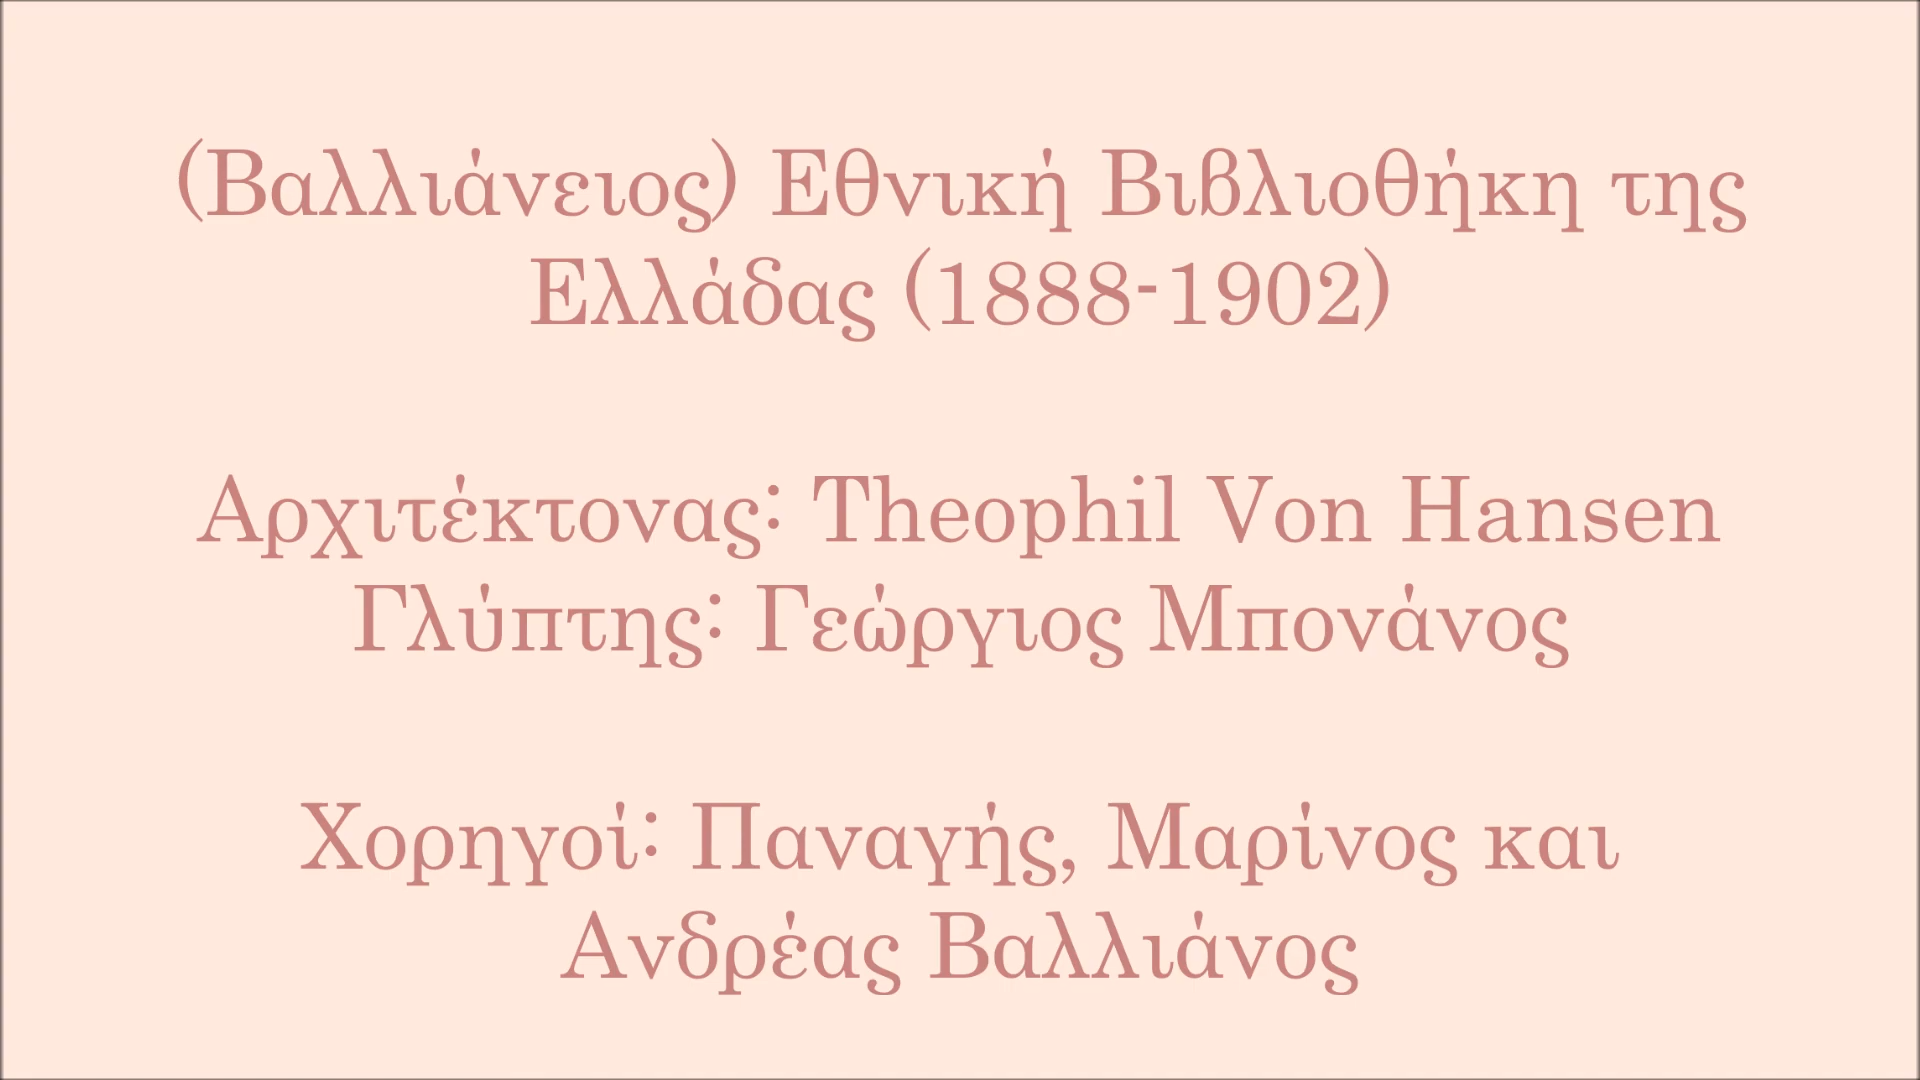 (Βαλλιάνειος) Εθνική Βιβλιοθήκη της
Ελλάδας (1888-1902)
Αρχιτέκτονας: Theophil Von Hansen
Γλύπτης: Γεώργιος Μπονάνος
Χορηγοί: Παναγής, Μαρίνος και
Ανδρέας Βαλλιάνος